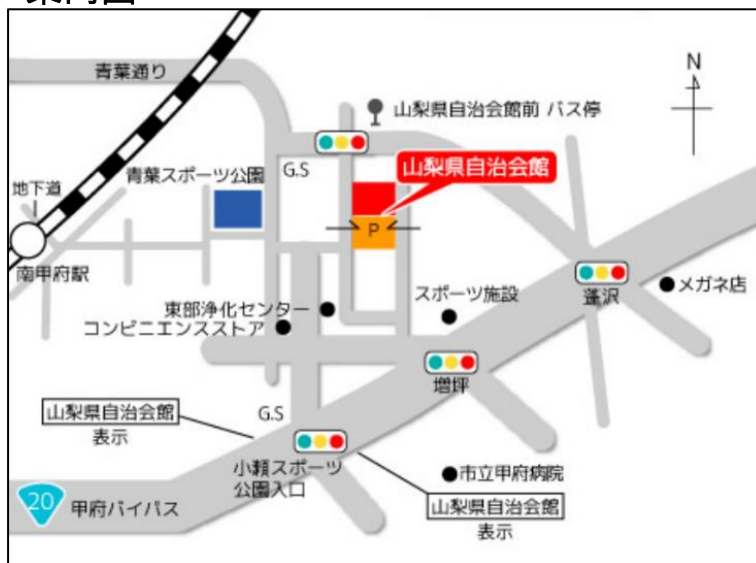 案内図
N
青葉通り
山梨県自治会館前 バス停
G.S
山梨県自治会館
青葉スポーツ公園
地下道
P
南甲府駅
メガネ店
スポーツ施設
蓬沢
東部浄化センター
コンビニエンスストア
増坪
山梨県自治会館
表示
G.S
小瀬スポーツ
公園入口
市立甲府病院
山梨県自治会館
表示
20
甲府バイパス